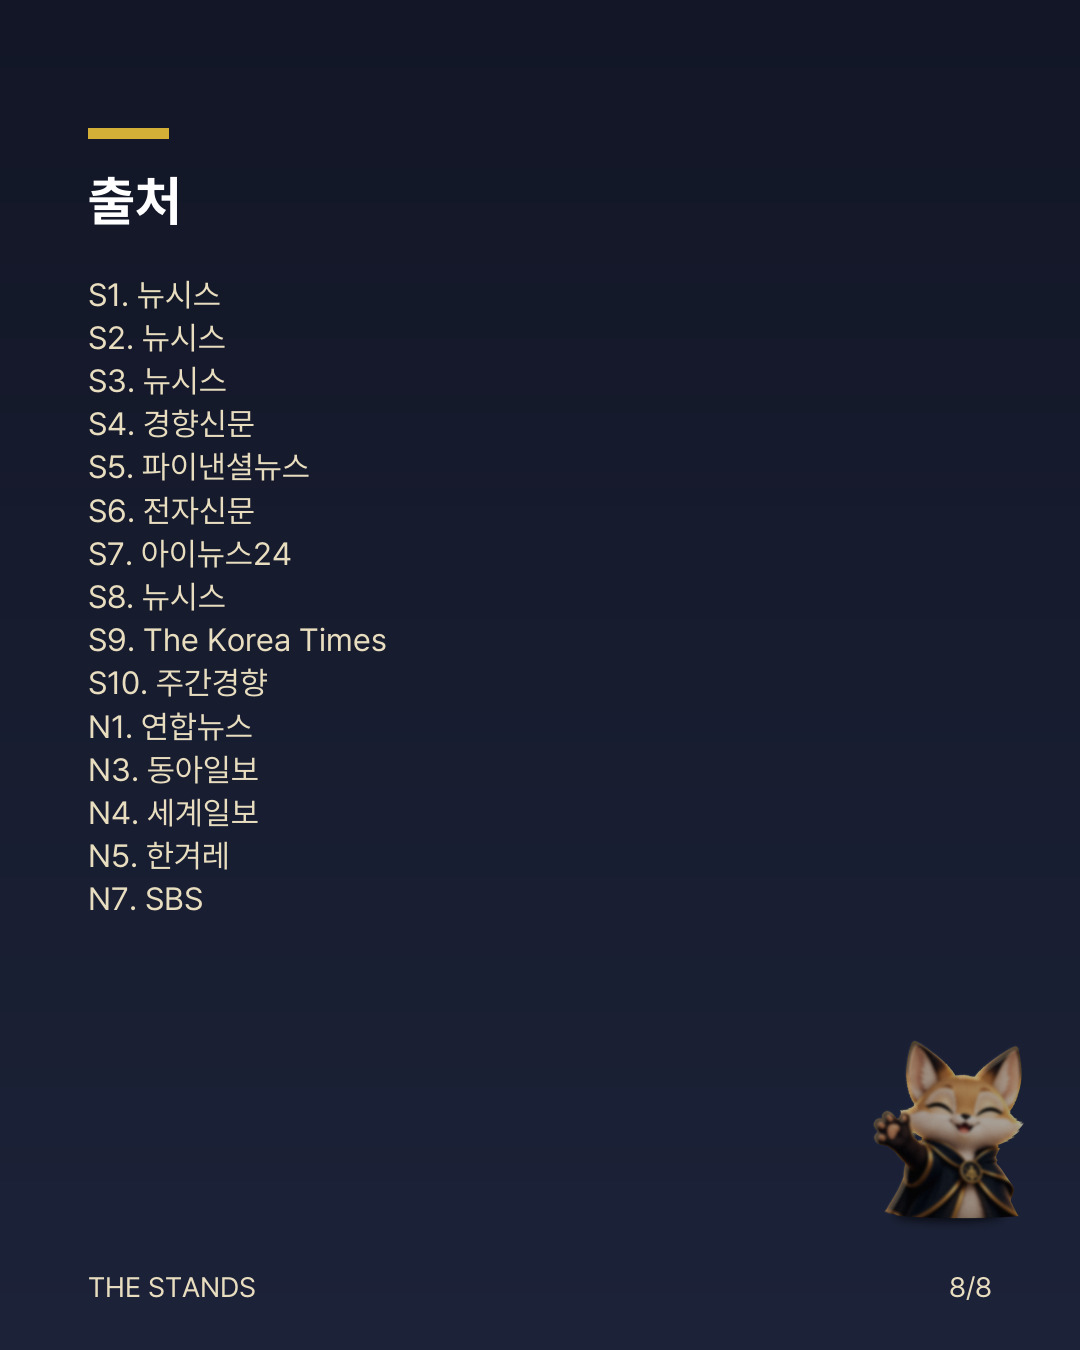 출처
S1. 뉴시스
S2. 뉴시스
S3. 뉴시스
S4. 경향신문
S5. 파이낸셜뉴스
S6. 전자신문
S7. 아이뉴스24
S8. 뉴시스
S9. The Korea Times
S10. 주간경향
N1. 연합뉴스
N3. 동아일보
N4. 세계일보
N5. 한겨레
N7. SBS
THE STANDS
8/8